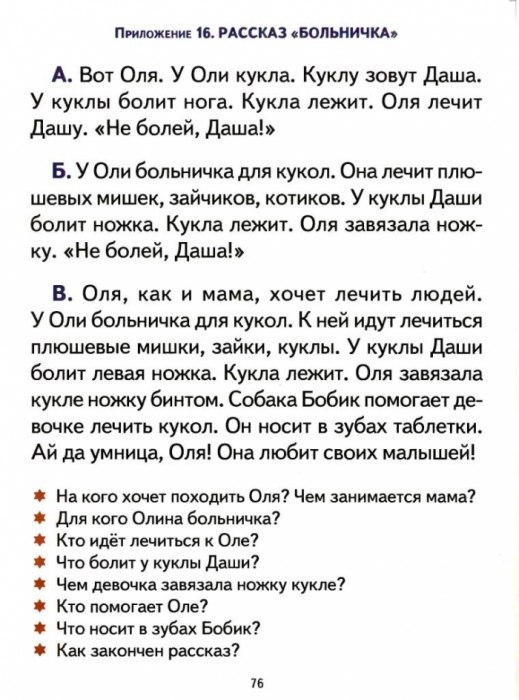 Приложение 16. РАССКАЗ «БОЛЬНИЧКА»
А. Вот Оля. У Оли кукла. Куклу зовут Даша.
У куклы болит нога. Кукла лежит. Оля лечит
Дашу. «Не болей, Даша!»
Б. У Оли больничка для кукол. Она лечит плю-
шевых мишек, зайчиков, котиков. У куклы Даши
болит ножка. Кукла лежит. Оля завязала нож-
ку. «Не болей, Даша!»
В. Оля, как и мама, хочет лечить людей.
У Оли больничка для кукол. К ней идут лечиться
плюшевые мишки, зайки, куклы. У куклы Даши
болит левая ножка. Кукла лежит. Оля завязала
кукле ножку бинтом. Собака Бобик помогает де-
вочке лечить кукол. Он носит в зубах таблетки.
Ай да умница, Оля! Она любит своих малышей!
На кого хочет походить Оля? Чем занимается мама?
Для кого Олина больничка?
Кто идёт лечиться к Оле?
Что болит у куклы Даши?
Чем девочка завязала ножку кукле?
Кто помогает Оле?
Что носит в зубах Бобик?
Как закончен рассказ?
76